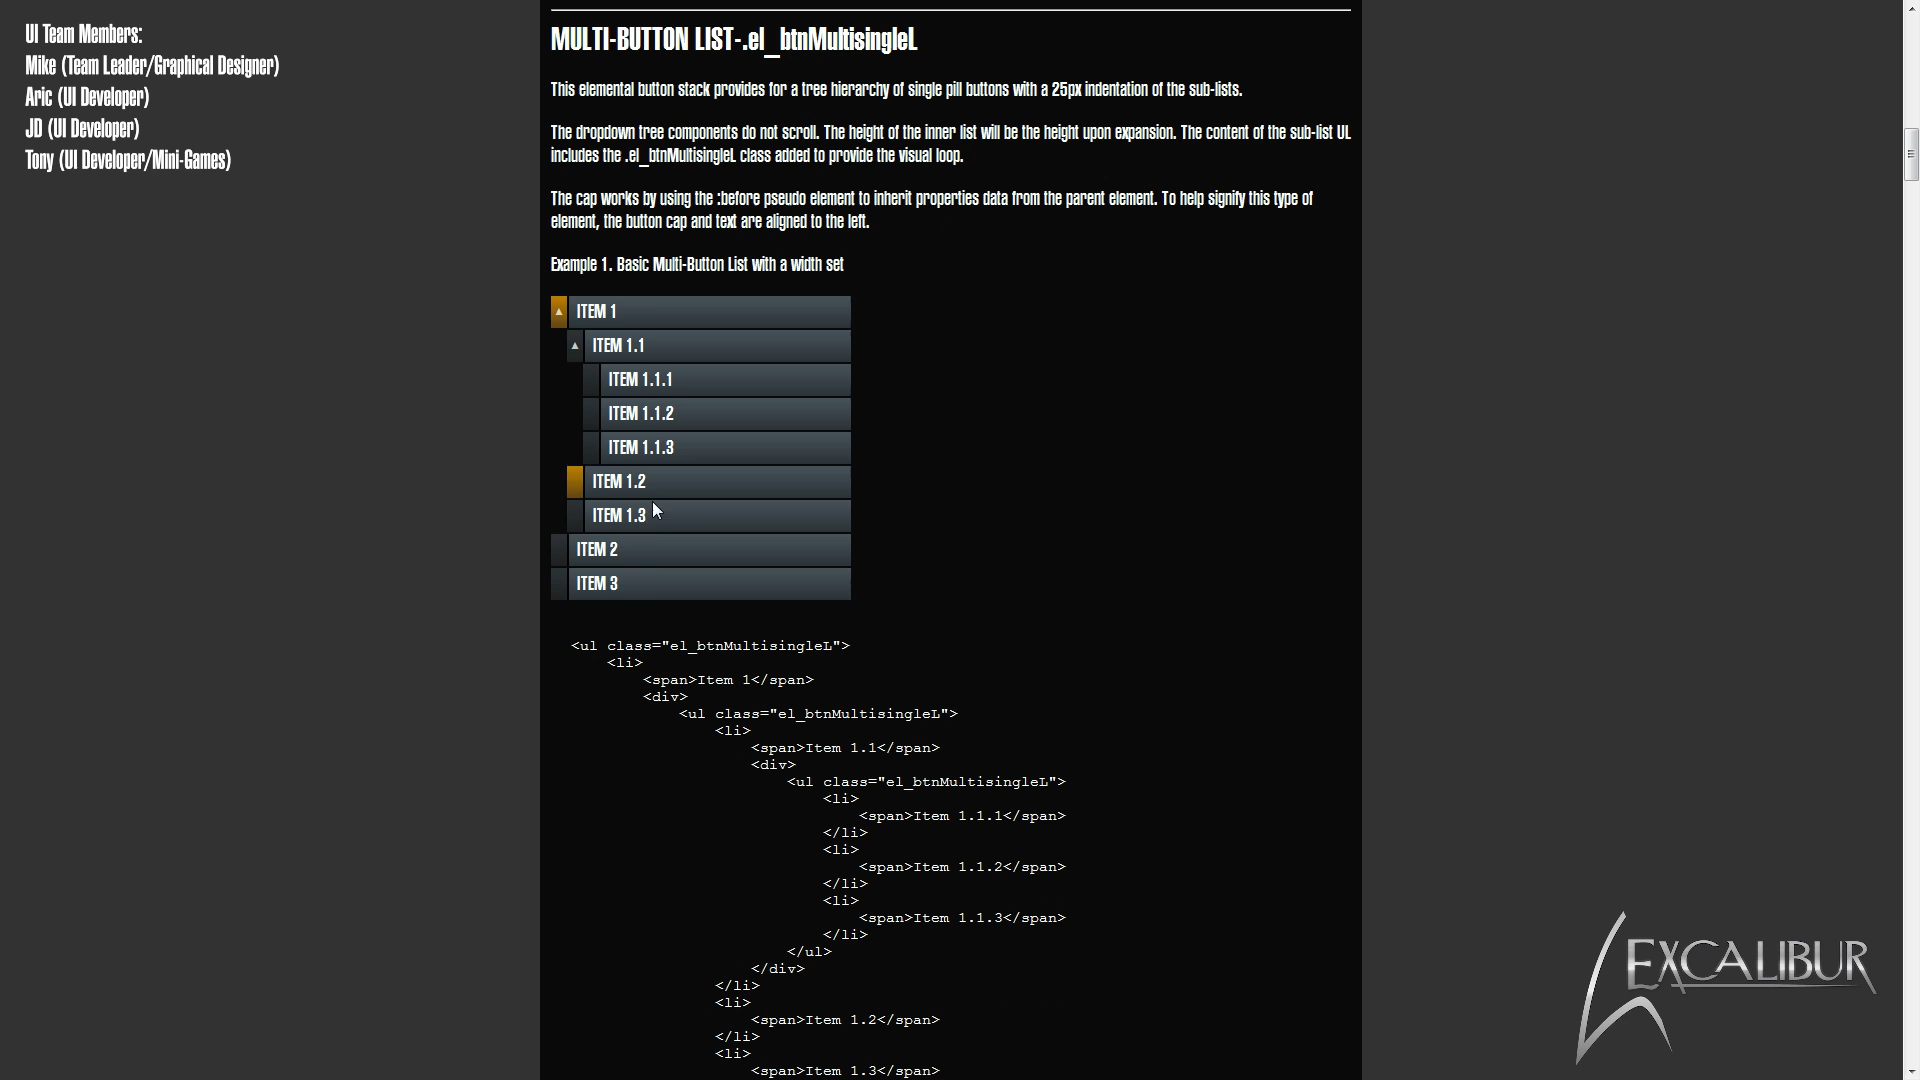 UI Team Members:
Mike (Team Leader/Graphical Designer)
Aric (UI Developer)
JD (UI Developer)
Tony (UI Developer/Mini-Games)
MULTI-BUTTON LIST-.el_btnMultisingleL
This elemental button stack provides for a tree hierarchy of single pill buttons with a 25px indentation of the sub-lists.
The dropdown tree components do not scroll. The height of the inner list will be the height upon expansion. The content of the sub-list UL
includes the .el_btnMultisingleL class added to provide the visual loop.
The cap works by using the :before pseudo element to inherit properties data from the parent element. To help signify this type of
element, the button cap and text are aligned to the left.
Example 1. Basic Multi-Button List with a width set
▲ ITEM 1
▲ ITEM 1.1
ITEM 1.1.1
ITEM 1.1.2
ITEM 1.1.3
ITEM 1.2
ITEM 1.3
ITEM 2
ITEM 3
<ul class="el_btnMultisingleL">
<li>
<span>Item 1</span>
<div>
<ul class="el_btnMultisingleL">
<li>
<span>Item 1.1</span>
<div>
<ul class="el_btnMultisingleL">
<li>
<span>Item 1.1.1</span>
</li>
<li>
<span>Item 1.1.2</span>
</li>
<li>
<span>Item 1.1.3</span>
</li>
</ul>
</div>
</li>
<li>
<span>Item 1.2</span>
</li>
<li>
<span>Item 1.3</span>
EXCALIBUR